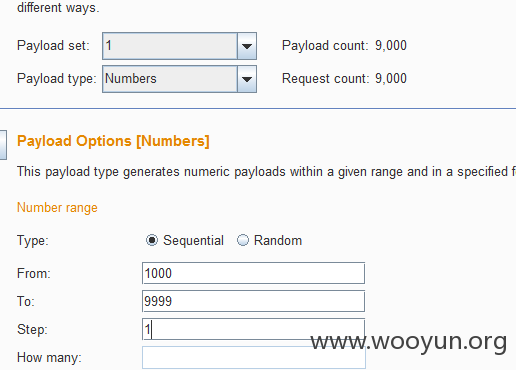 different ways.
Payload set: 1 Payload count: 9,000
Payload type: Numbers Request count: 9,000
Payload Options [Numbers]
This payload type generates numeric payloads within a given range and in a specified f
Number range
Type: Sequential Random
From: 1000
To: 9999
Step: 1
How many:
www.wooyun.org